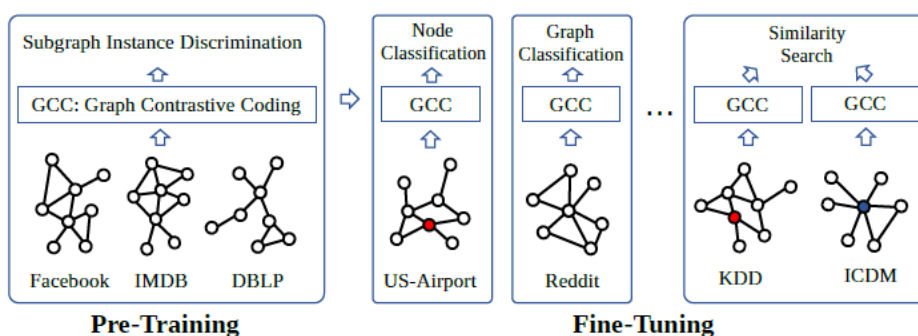 Subgraph Instance Discrimination
GCC: Graph Contrastive Coding
Facebook
IMDB
DBLP
Pre-Training
Node
Classification
GCC
US-Airport
Graph
Classification
GCC
Reddit
...
Similarity
Search
GCC
GCC
KDD
ICDM
Fine-Tuning